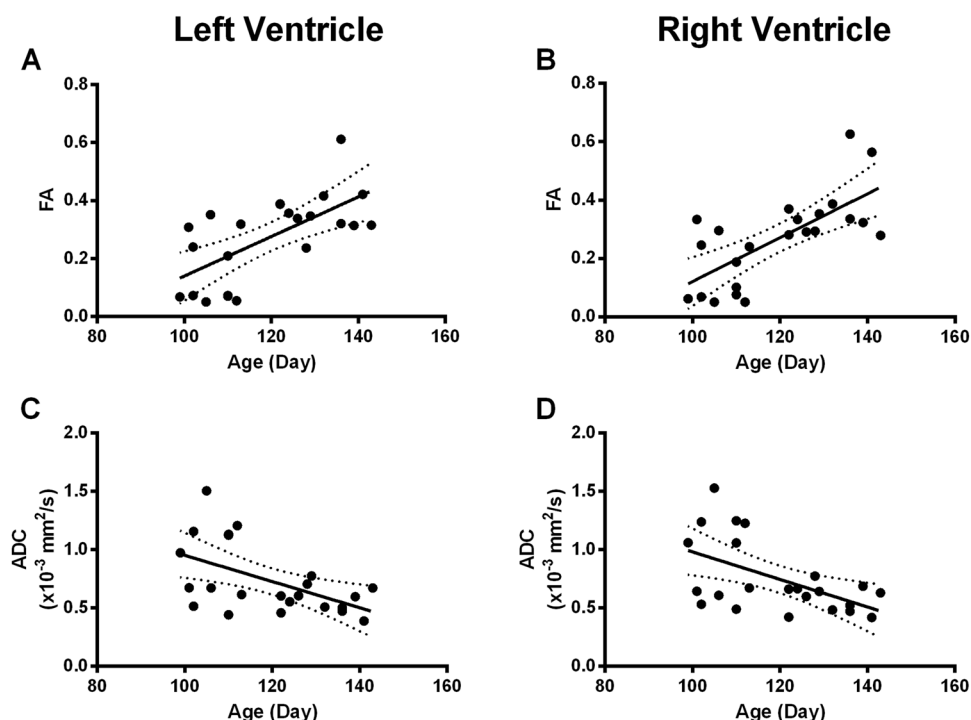 Left Ventricle
Right Ventricle
A
B
0.8
0.6
0.4
0.2
0.0
FA
80
100
120
140
160
Age (Day)
0.8
0.6
0.4
0.2
0.0
FA
80
100
120
140
160
Age (Day)
C
D
2.0
1.5
1.0
0.5
0.0
ADC
(x10⁻³ mm²/s)
80
100
120
140
160
Age (Day)
2.0
1.5
1.0
0.5
0.0
ADC
(x10⁻³ mm²/s)
80
100
120
140
160
Age (Day)